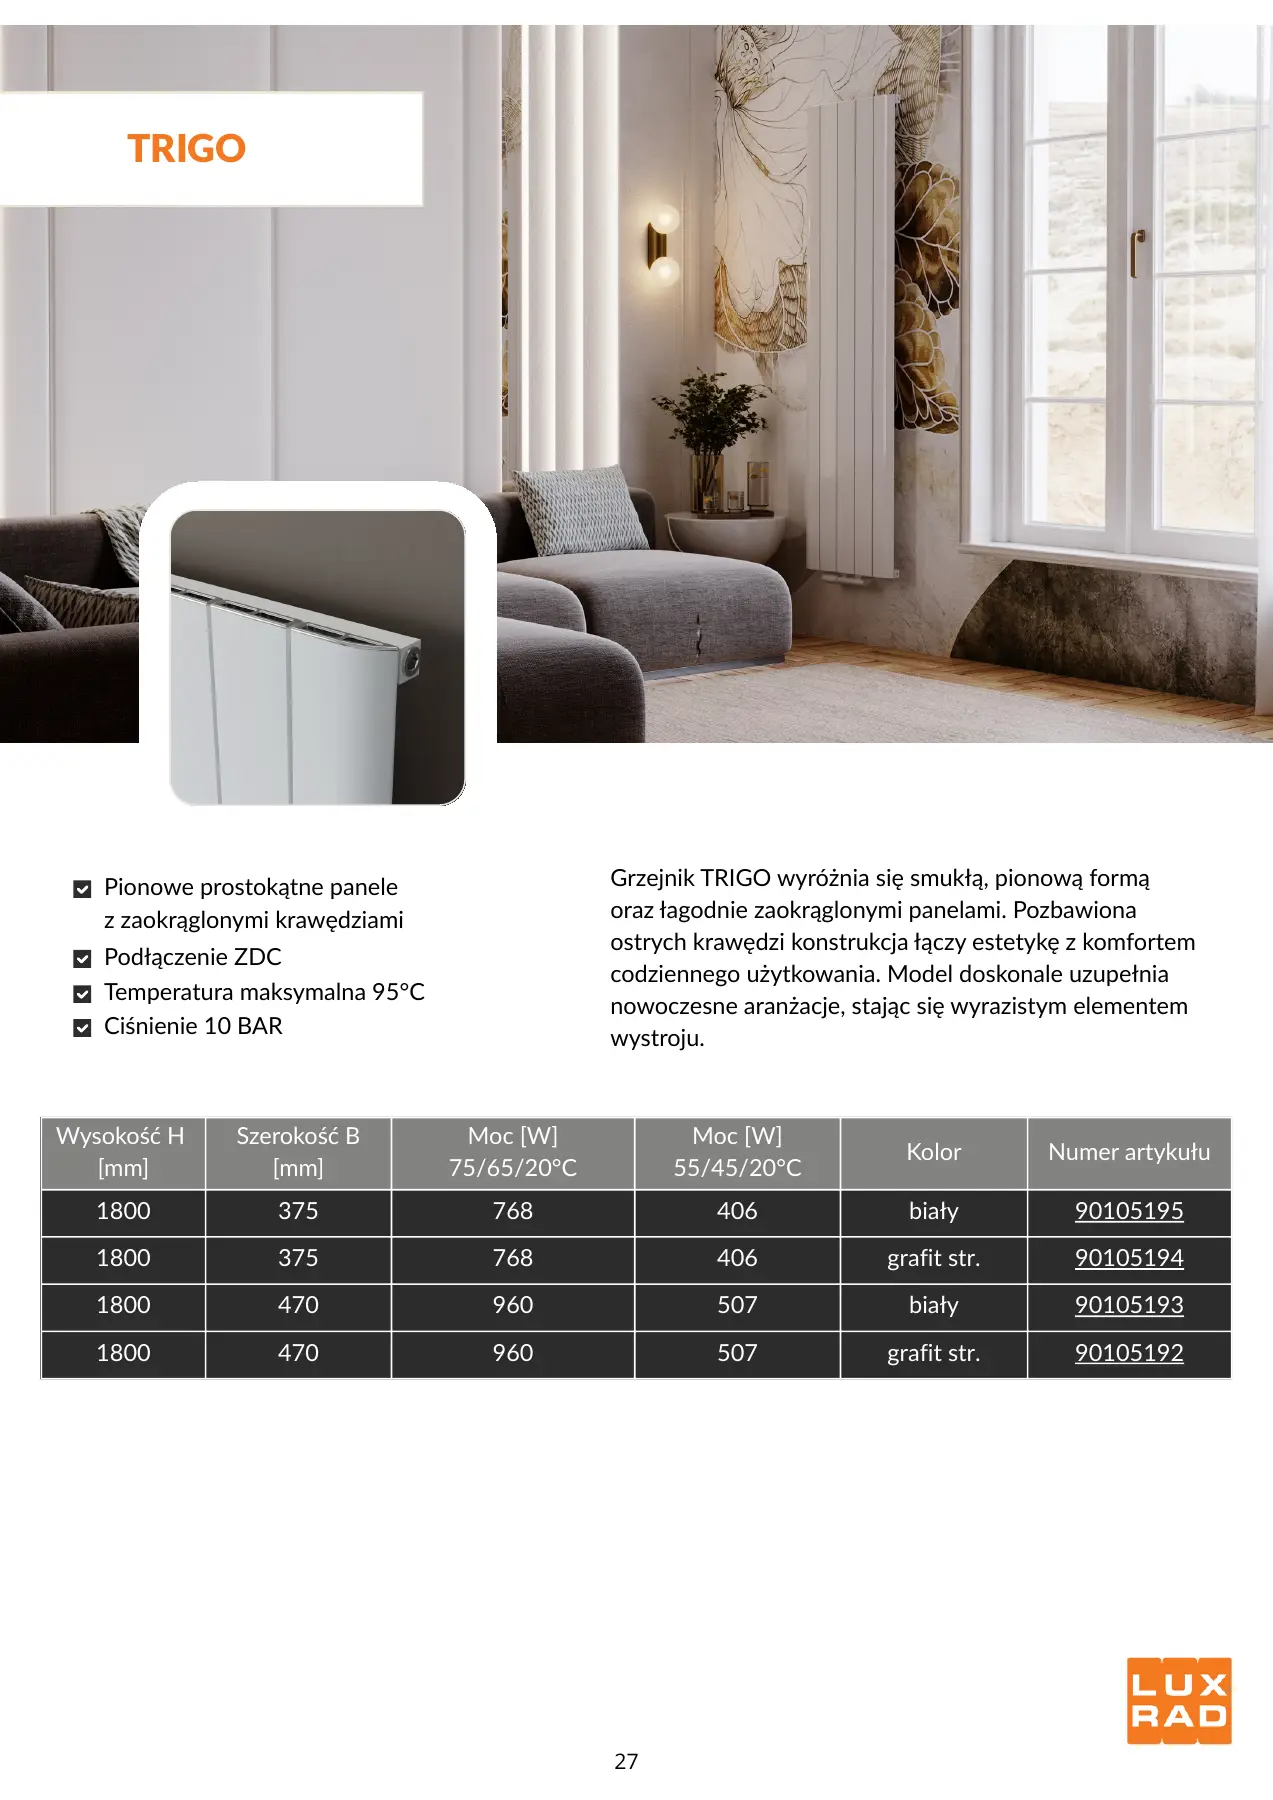 TRIGO
Pionowe prostokątne panele
z zaokrąglonymi krawędziami
Podłączenie ZDC
Temperatura maksymalna 95°C
Ciśnienie 10 BAR
Grzejnik TRIGO wyróżnia się smukłą, pionową formą
oraz łagodnie zaokrąglonymi panelami. Pozbawiona
ostrych krawędzi konstrukcja łączy estetykę z komfortem
codziennego użytkowania. Model doskonale uzupełnia
nowoczesne aranżacje, stając się wyrazistym elementem
wystroju.
Wysokość H [mm] Szerokość B [mm] Moc [W] 75/65/20°C Moc [W] 55/45/20°C Kolor Numer artykułu
1800 375 768 406 biały 90105195
1800 375 768 406 grafit str. 90105194
1800 470 960 507 biały 90105193
1800 470 960 507 grafit str. 90105192
LUX
RAD
27